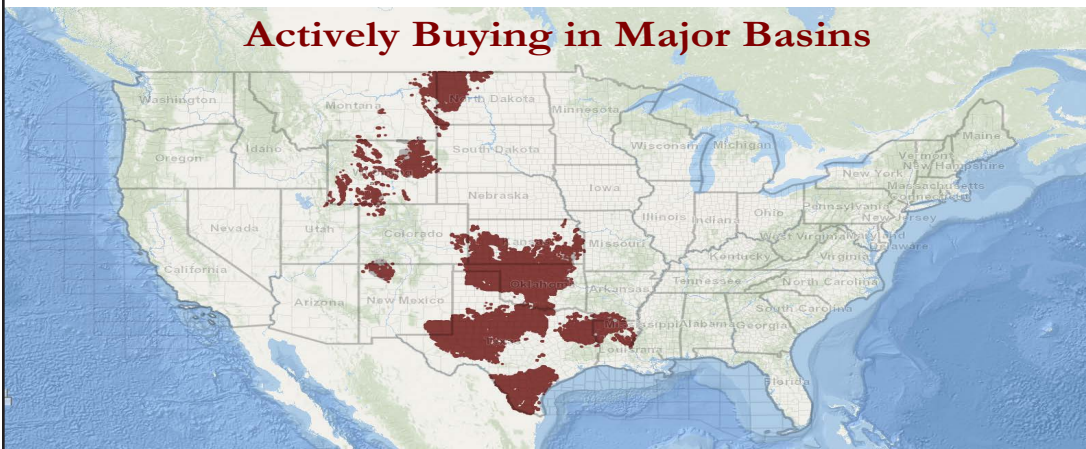 Actively Buying in Major Basins
Washington
Montana
North Dakota
Minnesota
Maine
Oregon
Idaho
South Dakota
Wisconsin
Michigan
Vermont
New Hampshire
New York
Massachusetts
Nebraska
Iowa
Pennsylvania
New Jersey
Nevada
Utah
Colorado
Illinois
Indiana
Ohio
Missouri
West Virginia
Delaware
Kentucky
Virginia
California
Oklahoma
Tennessee
North Carolina
Arizona
New Mexico
Arkansas
South Carolina
Mississippi
Alabama
Georgia
Louisiana
Florida